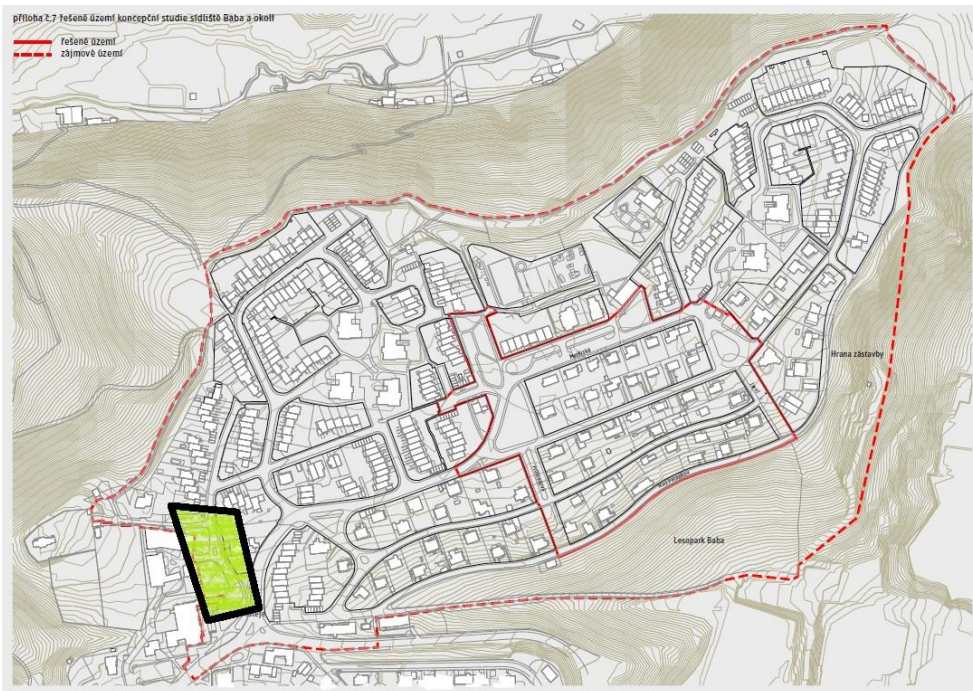 příloha č.7 řešené území koncepční studie sídliště Baba a okolí
řešené území
zájmové území
Hrana zástavby
Lesopark Baba